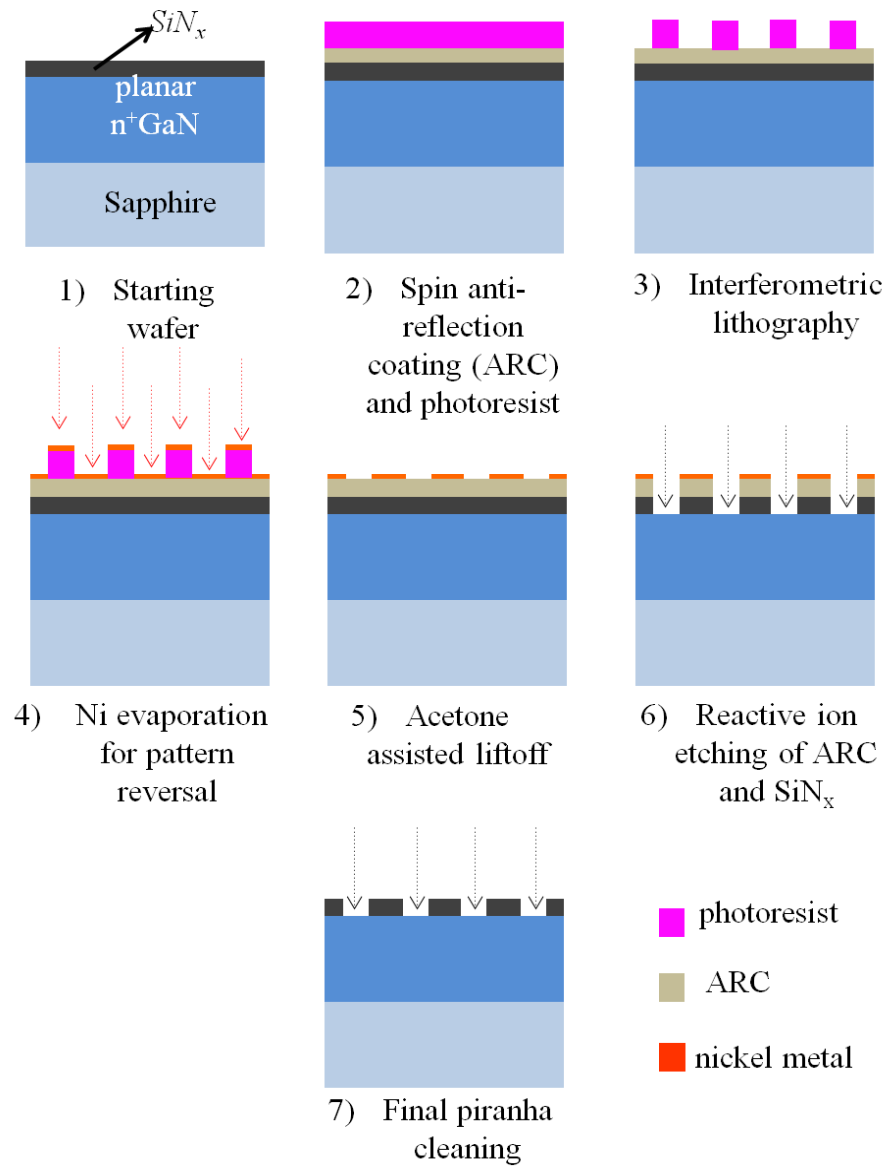 SiNₓ
planar
n⁺GaN
Sapphire
1) Starting
wafer
2) Spin anti-
reflection
coating (ARC)
and photoresist
3) Interferometric
lithography
4) Ni evaporation
for pattern
reversal
5) Acetone
assisted liftoff
6) Reactive ion
etching of ARC
and SiNₓ
7) Final piranha
cleaning
photoresist
ARC
nickel metal